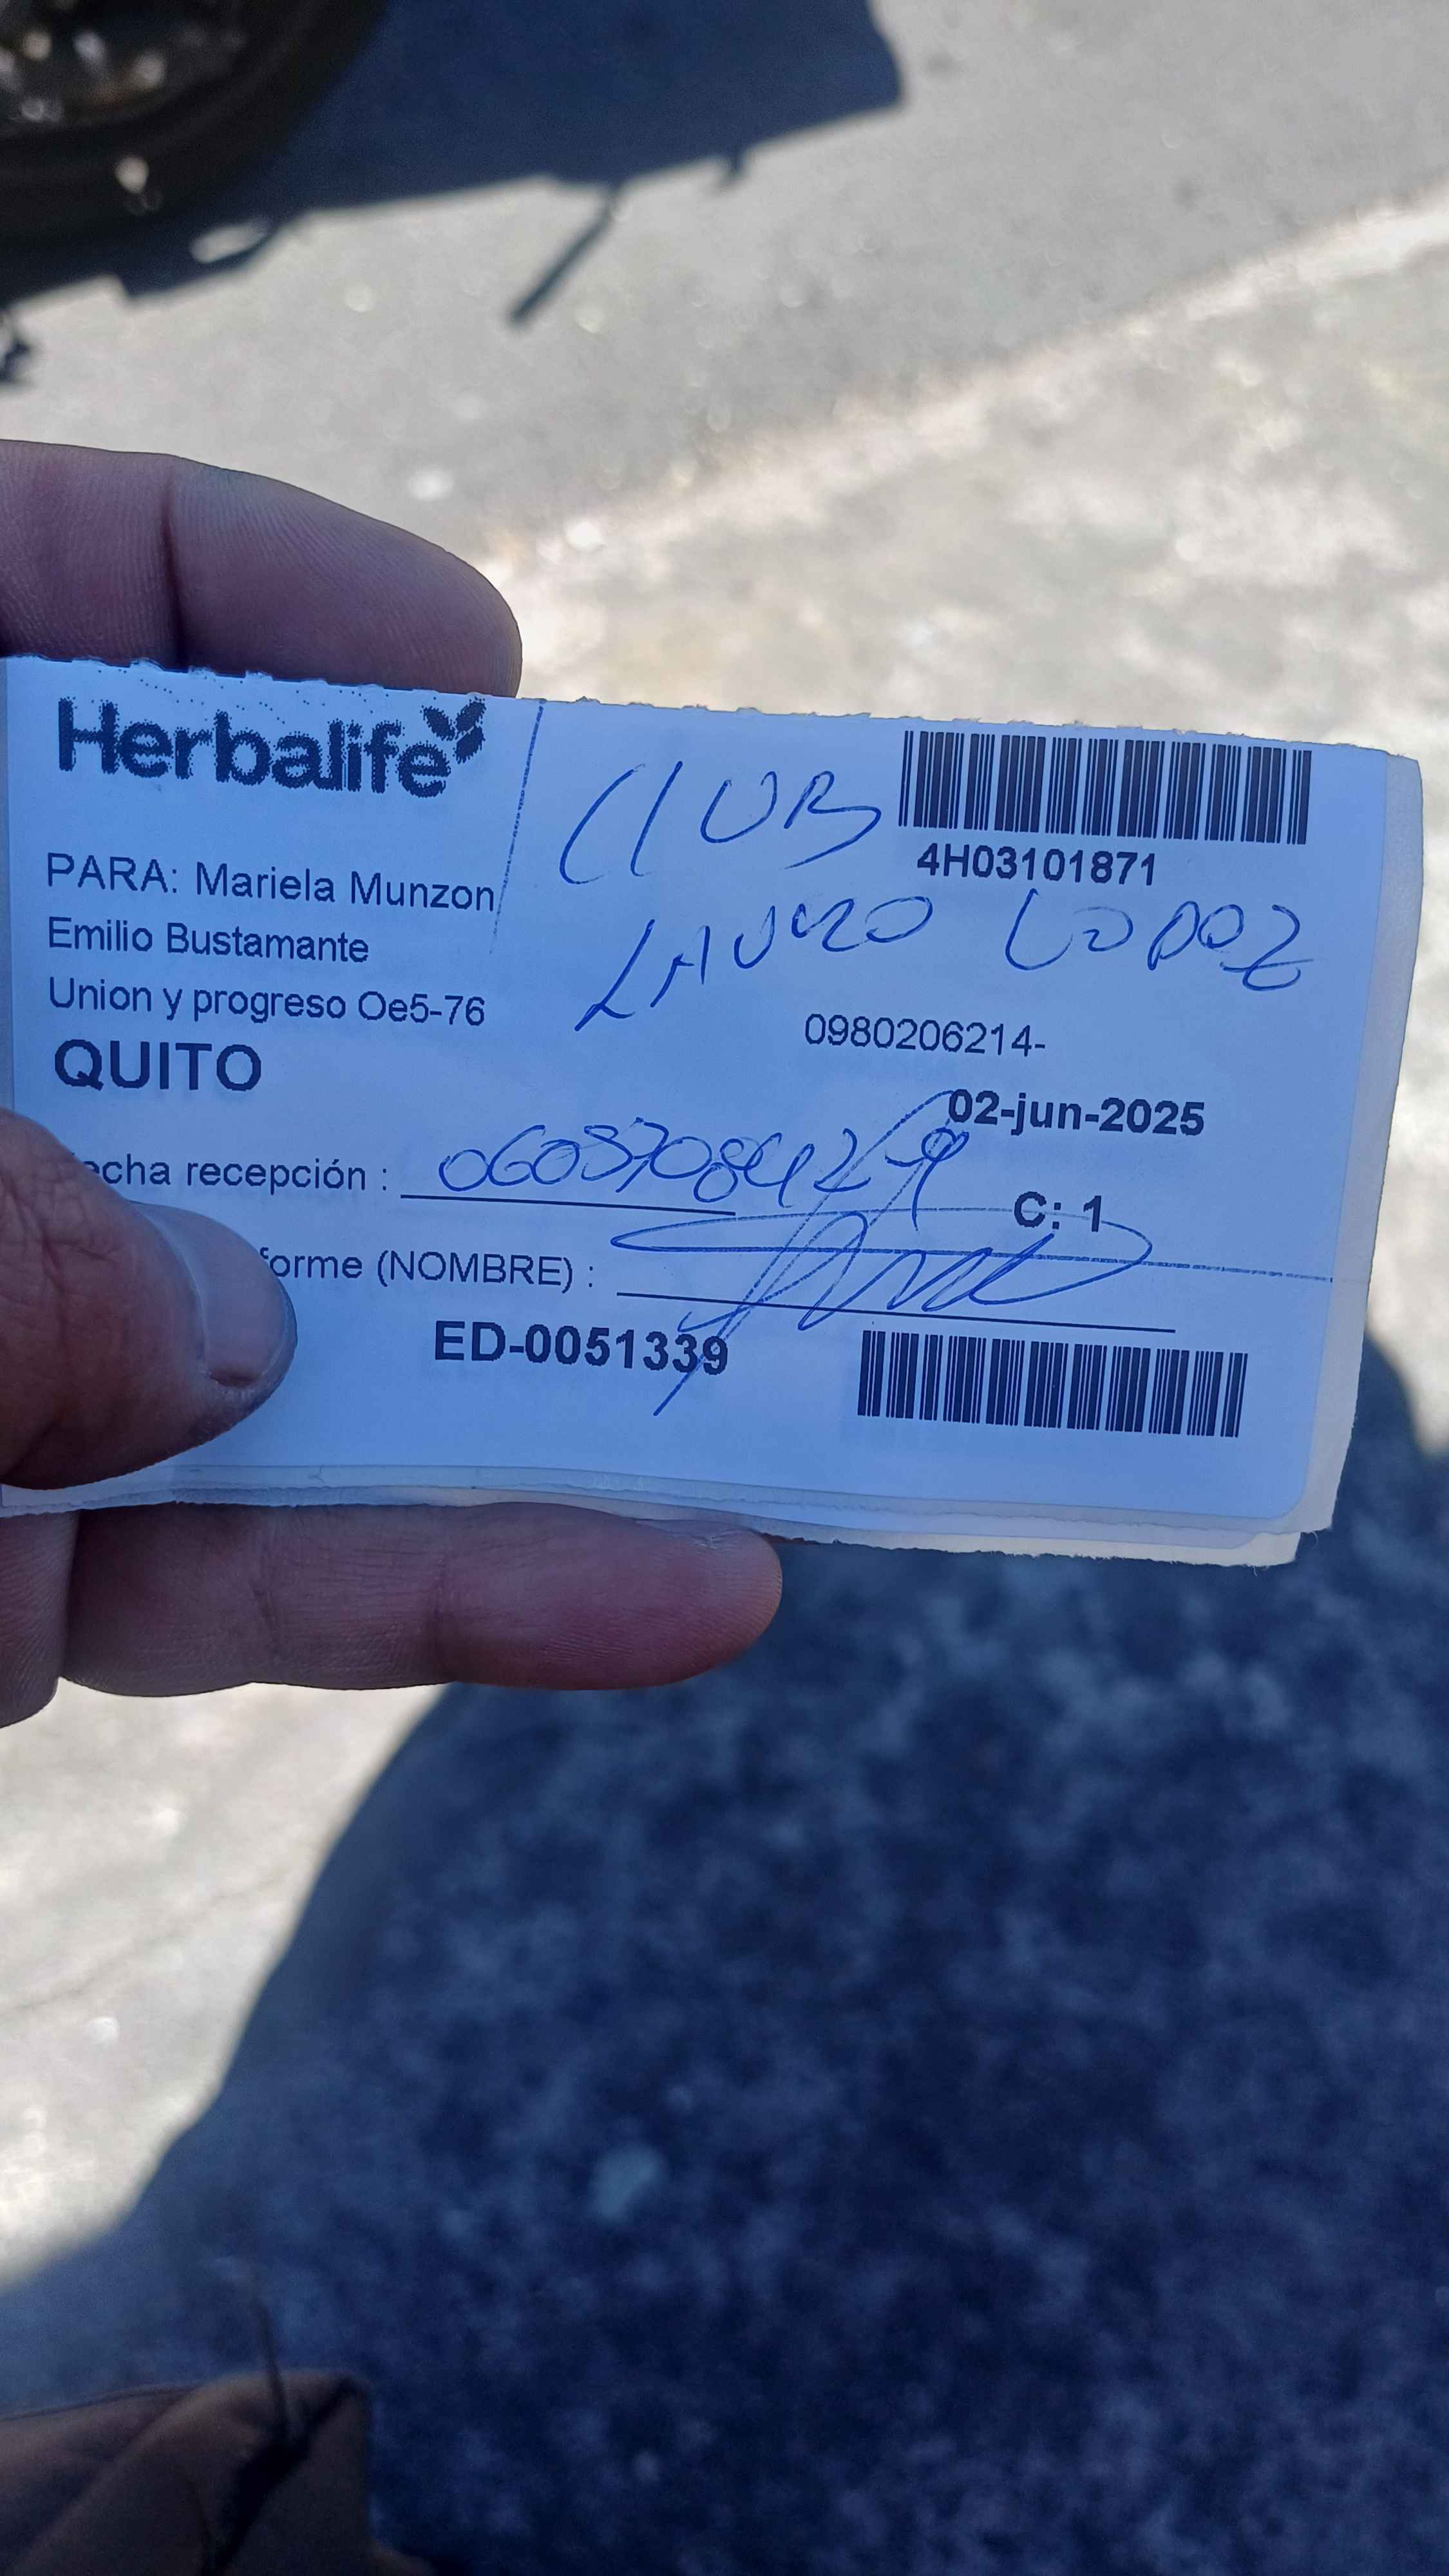 Herbalife
CLUB
4H03101871
PARA: Mariela Munzon
LAURO LOPEZ
Emilio Bustamante
Union y progreso Oe5-76
0980206214-
QUITO
02-jun-2025
echa recepción :
C: 1
forme (NOMBRE) :
ED-0051339